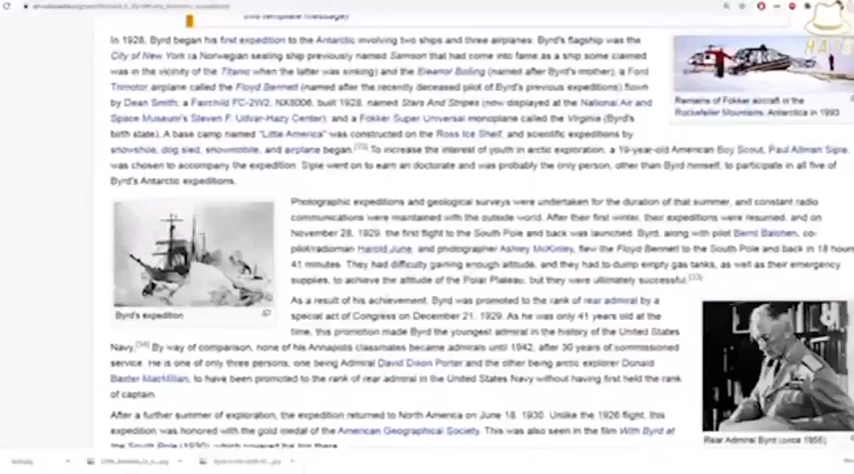 In 1928, Byrd began his first expedition to the Antarctic involving two ships and three airplanes: Byrd's flagship was the
City of New York (a Norwegian sealing ship previously named Samson that had come into fame as a ship some claimed
was in the vicinity of the Titanic when the latter was sinking) and the Eleanor Bolling (named after Byrd's mother); a Ford
Trimotor airplane called the Floyd Bennett (named after the recently deceased pilot of Byrd's previous expeditions) flown
by Dean Smith; a Fairchild FC-2W2, NX8006, built 1928, named Stars And Stripes (now displayed at the National Air and
Space Museum's Steven F. Udvar-Hazy Center); and a Fokker Super Universal monoplane called the Virginia (Byrd's
birth state). A base camp named "Little America" was constructed on the Ross Ice Shelf, and scientific expeditions by
snowshoe, dog sled, snowmobile, and airplane began. To increase the interest of youth in arctic exploration, a 19-year-old American Boy Scout, Paul Allman Siple,
was chosen to accompany the expedition. Siple went on to earn an doctorate and was probably the only person, other than Byrd himself, to participate in all five of
Byrd's Antarctic expeditions.
Remains of Fokker aircraft in the
Rockefeller Mountains, Antarctica in 1993
Photographic expeditions and geological surveys were undertaken for the duration of that summer, and constant radio
communications were maintained with the outside world. After their first winter, their expeditions were resumed, and on
November 28, 1929, the first flight to the South Pole and back was launched. Byrd, along with pilot Bernt Balchen, co-
pilot/radioman Harold June, and photographer Ashley McKinley, flew the Floyd Bennett to the South Pole and back in 18 hours
41 minutes. They had difficulty gaining enough altitude, and they had to dump empty gas tanks, as well as their emergency
supplies, to achieve the altitude of the Polar Plateau, but they were ultimately successful.
Byrd's expedition
As a result of his achievement, Byrd was promoted to the rank of rear admiral by a
special act of Congress on December 21, 1929. As he was only 41 years old at the
time, this promotion made Byrd the youngest admiral in the history of the United States
Navy.[34] By way of comparison, none of his Annapolis classmates became admirals until 1942, after 30 years of commissioned
service. He is one of only three persons, one being Admiral David Dixon Porter and the other being arctic explorer Donald
Baxter MacMillan, to have been promoted to the rank of rear admiral in the United States Navy without having first held the rank
of captain.
After a further summer of exploration, the expedition returned to North America on June 18, 1930. Unlike the 1926 flight, this
expedition was honored with the gold medal of the American Geographical Society. This was also seen in the film With Byrd at
the South Pole (1930), which covered his trip there.
Rear Admiral Byrd (circa 1955)